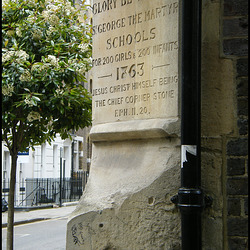 GLORY BE
ST GEORGE THE MARTYR
SCHOOLS
FOR 200 GIRLS & 200 INFANTS
1763
JESUS CHRIST HIMSELF BEING
THE CHIEF CORNER STONE
EPH. II. 20.